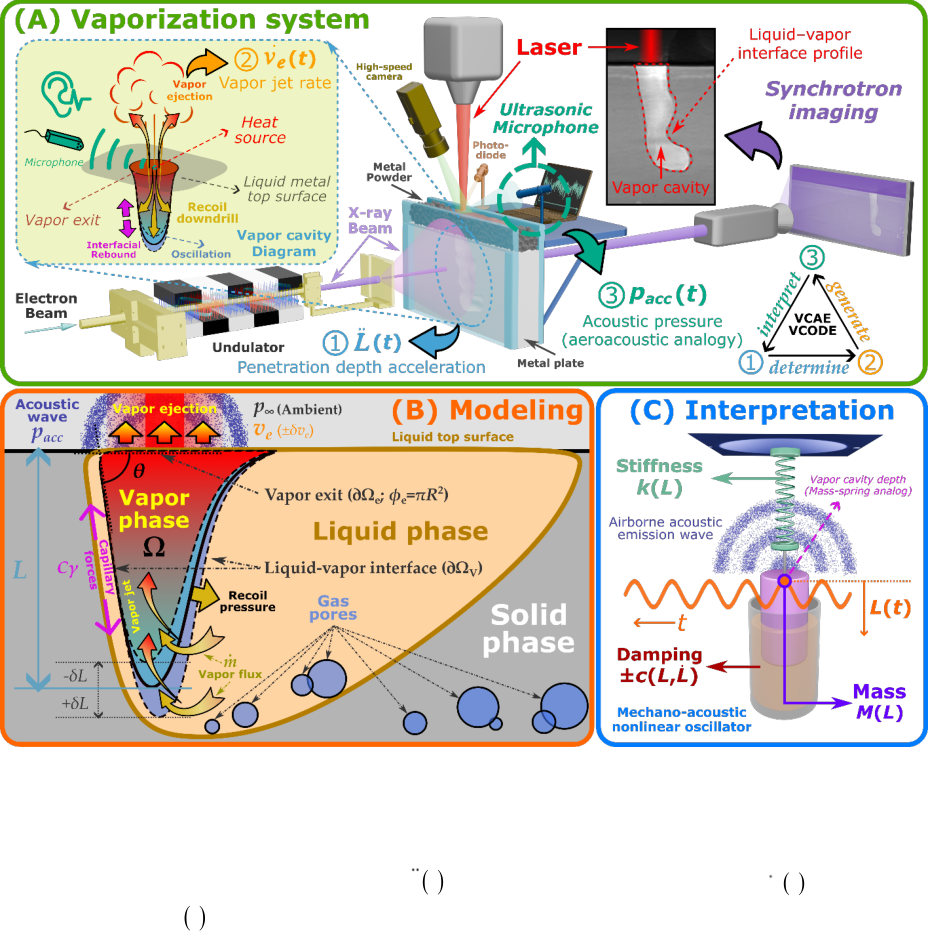 (A) Vaporization system
② v̇ₑ(t)
Vapor jet rate
Vapor
ejection
Heat
source
Microphone
Liquid metal
top surface
Vapor exit
Recoil
downdrill
Interfacial
Rebound
Oscillation
Vapor cavity
Diagram
High-speed
camera
Laser
Ultrasonic
Microphone
Photo-
diode
Metal
Powder
X-ray
Beam
Liquid–vapor
interface profile
Vapor cavity
Synchrotron
imaging
Electron
Beam
Undulator
① L̈(t)
Penetration depth acceleration
③ pₐcc(t)
Acoustic pressure
(aeroacoustic analogy)
Metal plate
③
interpret
generate
VCAE
VCODE
①
determine
②
(B) Modeling
Acoustic
wave
pₐcc
Vapor ejection
p∞ (Ambient)
vₑ (±δvₑ)
Liquid top surface
θ
Vapor
phase
Ω
Vapor exit (∂Ωₑ; ϕₑ=πR²)
Liquid phase
L
Cγ
Capillary
forces
Liquid-vapor interface (∂Ωᵥ)
Vapor jet
Recoil
pressure
Gas
pores
Solid
phase
ṁ
Vapor flux
-δL
+δL
(C) Interpretation
Stiffness
k(L)
Vapor cavity depth
(Mass-spring analog)
Airborne acoustic
emission wave
L(t)
t
Damping
±c(L,L̇)
Mass
M(L)
Mechano-acoustic
nonlinear oscillator
¨( )
˙ ( )
( )